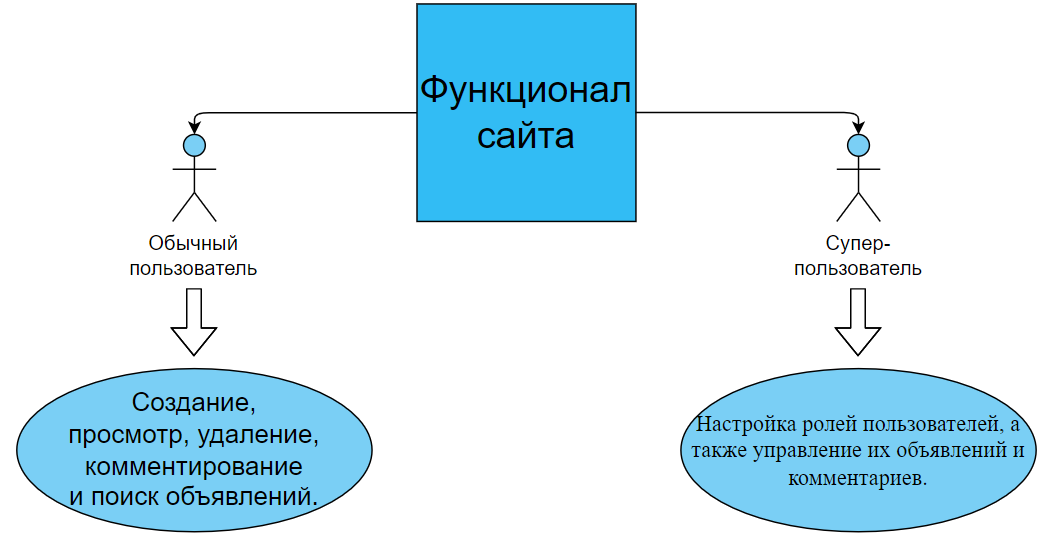 Функционал
сайта
Обычный
пользователь
Супер-
пользователь
Создание,
просмотр, удаление,
комментирование
и поиск объявлений.
Настройка ролей пользователей, а
также управление их объявлений и
комментариев.